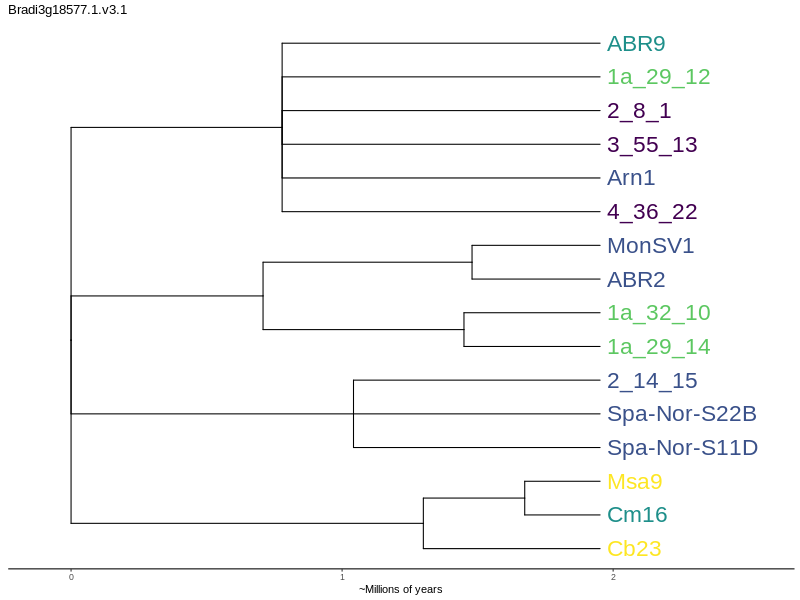 Bradi3g18577.1.v3.1
ABR9
1a_29_12
2_8_1
3_55_13
Arn1
4_36_22
MonSV1
ABR2
1a_32_10
1a_29_14
2_14_15
Spa-Nor-S22B
Spa-Nor-S11D
Msa9
Cm16
Cb23
0 1 2
~Millions of years